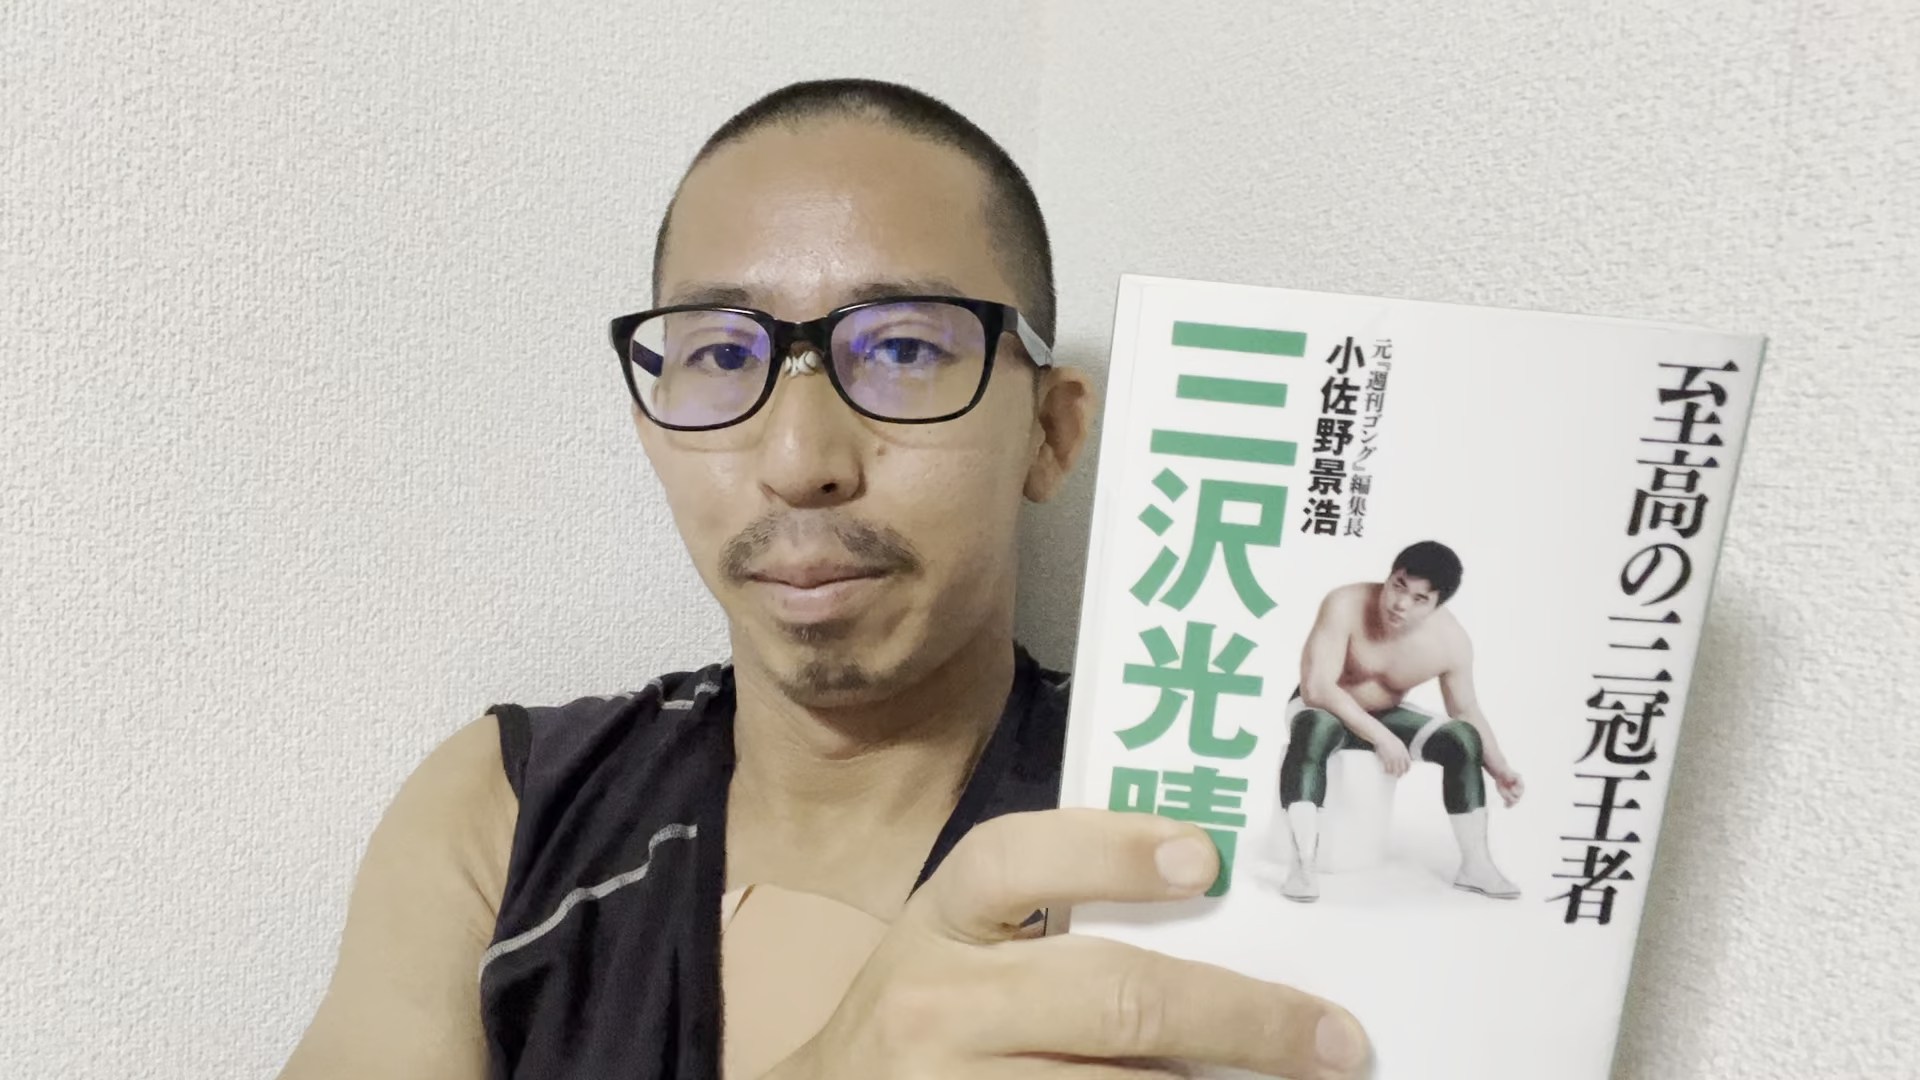 至高の三冠王者
三沢光晴
元『週刊ゴング』編集長
小佐野景浩